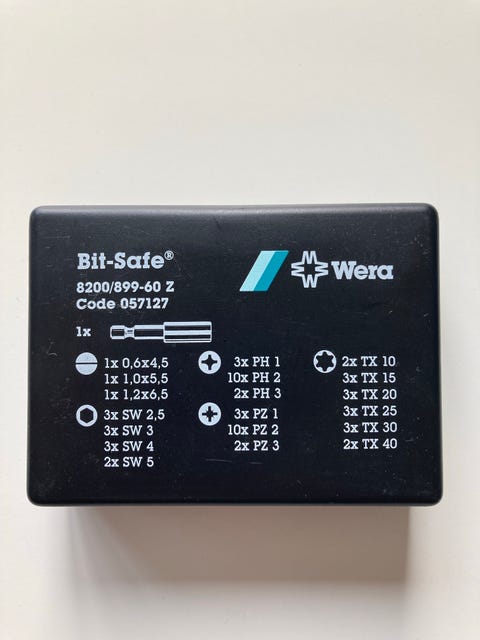 Bit-Safe®
Wera
8200/899-60 Z
Code 057127
1x
1x 0,6x4,5
1x 1,0x5,5
1x 1,2x6,5
3x SW 2,5
3x SW 3
3x SW 4
2x SW 5
3x PH 1
10x PH 2
2x PH 3
3x PZ 1
10x PZ 2
2x PZ 3
2x TX 10
3x TX 15
3x TX 20
3x TX 25
3x TX 30
2x TX 40